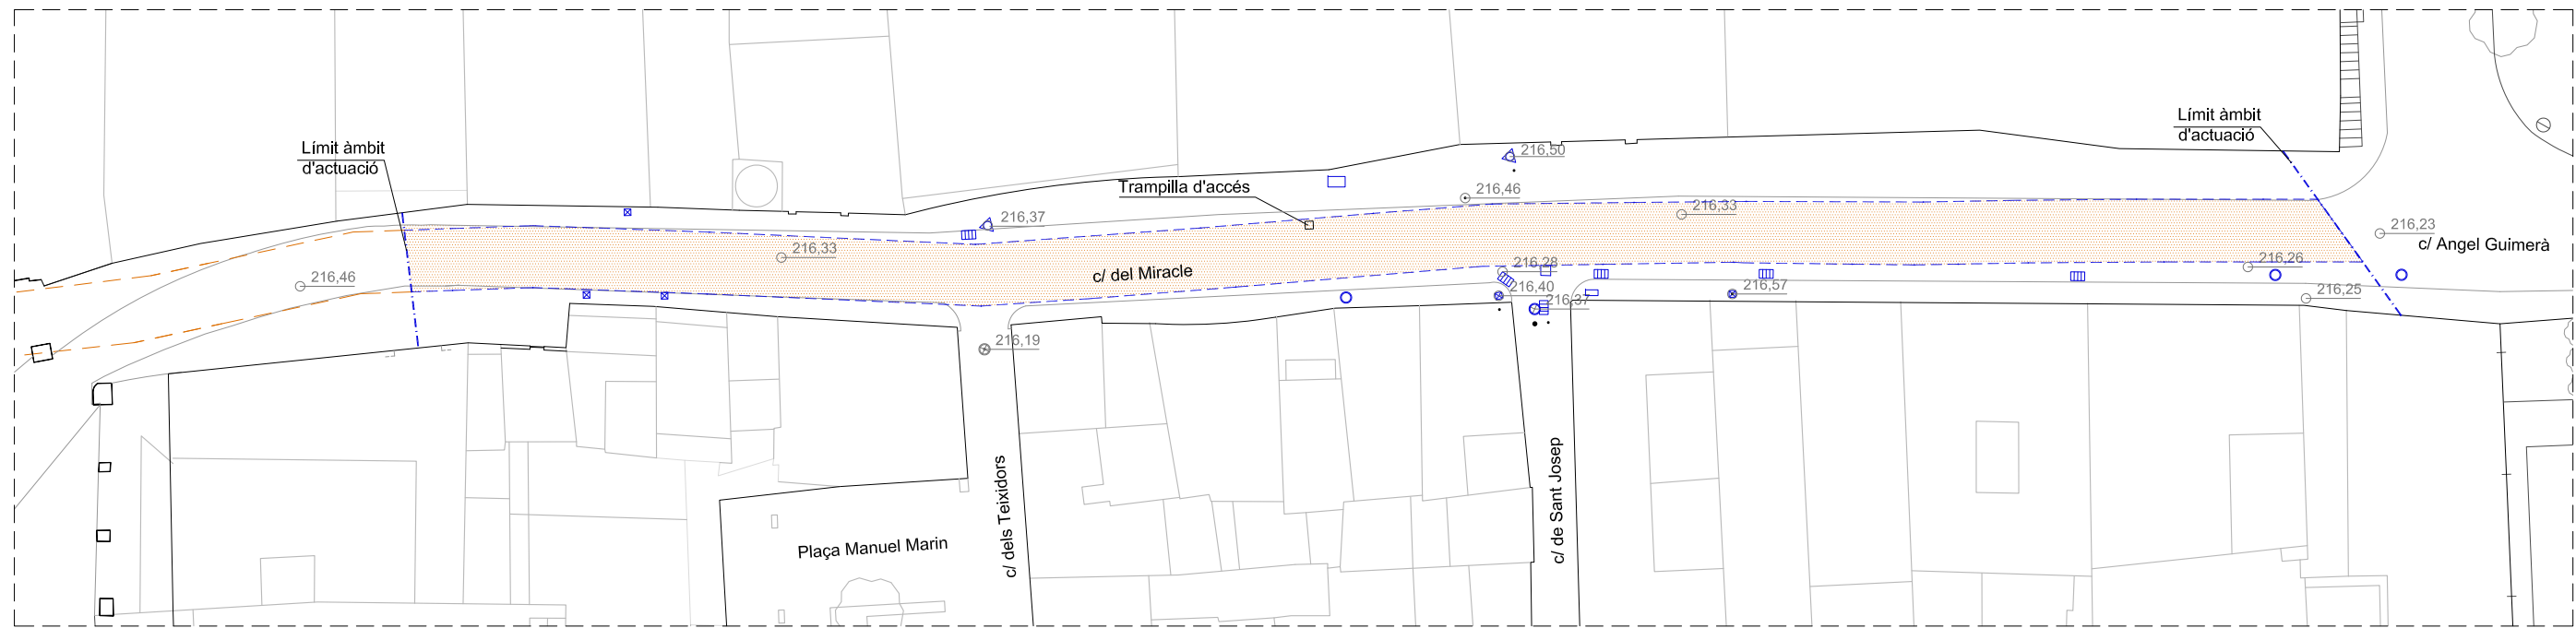 Límit àmbit
d'actuació
Límit àmbit
d'actuació
216,50
Trampilla d'accés
216,46
216,37
216,33
216,23
c/ Angel Guimerà
216,33
216,28
216,26
c/ del Miracle
216,46
216,40
216,57
216,25
216,37
216,19
c/ dels Teixidors
c/ de Sant Josep
Plaça Manuel Marin